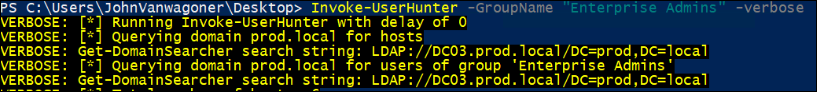 PS C:\Users\JohnVanwagoner\Desktop> Invoke-UserHunter -GroupName "Enterprise Admins" -verbose
VERBOSE: [*] Running Invoke-UserHunter with delay of 0
VERBOSE: [*] Querying domain prod.local for hosts
VERBOSE: Get-DomainSearcher search string: LDAP://DC03.prod.local/DC=prod,DC=local
VERBOSE: [*] Querying domain prod.local for users of group 'Enterprise Admins'
VERBOSE: Get-DomainSearcher search string: LDAP://DC03.prod.local/DC=prod,DC=local